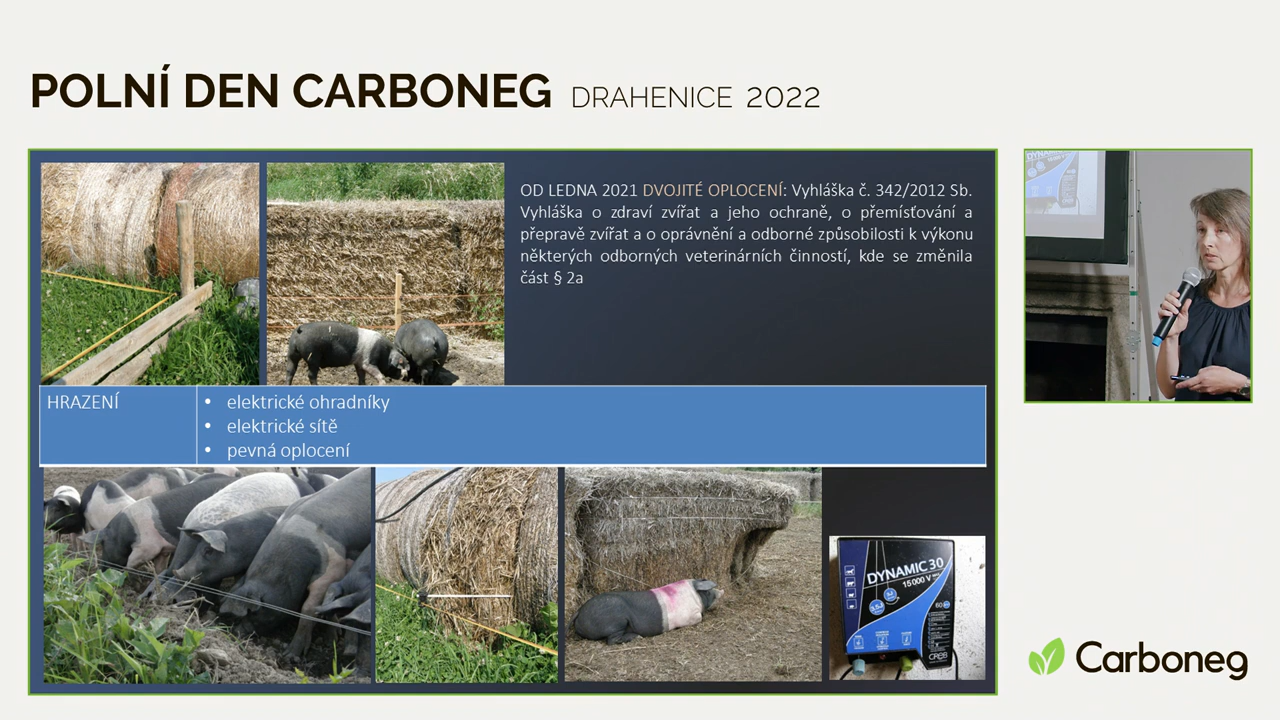 POLNÍ DEN CARBONEG DRAHENICE 2022
OD LEDNA 2021 DVOJITÉ OPLOCENÍ: Vyhláška č. 342/2012 Sb.
Vyhláška o zdraví zvířat a jeho ochraně, o přemísťování a
přepravě zvířat a o oprávnění a odborné způsobilosti k výkonu
některých odborných veterinárních činností, kde se změnila
část § 2a
HRAZENÍ
• elektrické ohradníky
• elektrické sítě
• pevná oplocení
DYNAMIC 30
15000 V
Carboneg